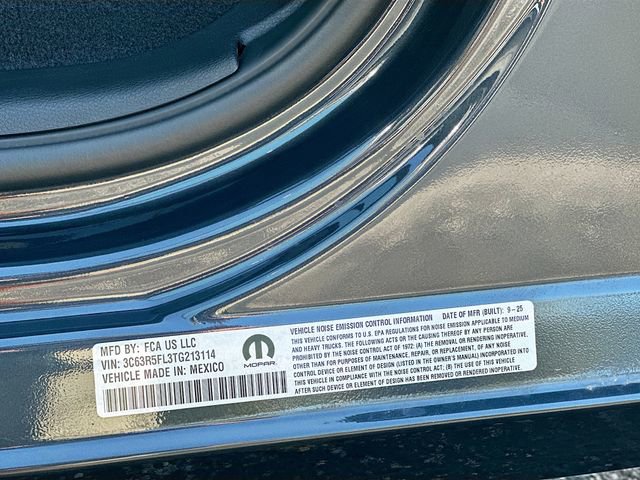 MFD BY: FCA US LLC
VIN: 3C63R5FL3TG213114
VEHICLE MADE IN: MEXICO
MOPAR
VEHICLE NOISE EMISSION CONTROL INFORMATION DATE OF MFR (BUILT): 9-25
THIS VEHICLE CONFORMS TO U.S. EPA REGULATIONS FOR NOISE EMISSION APPLICABLE TO MEDIUM
AND HEAVY TRUCKS. THE FOLLOWING ACTS OR CAUSING THEREOF BY ANY PERSON ARE
PROHIBITED BY THE NOISE CONTROL ACT OF 1972: (A) THE REMOVAL OR RENDERING INOPERATIVE,
OTHER THAN FOR PURPOSES OF MAINTENANCE, REPAIR, OR REPLACEMENT, OF ANY NOISE
CONTROL DEVICE OR ELEMENT OF DESIGN (LISTED IN THE OWNER'S MANUAL) INCORPORATED INTO
THIS VEHICLE IN COMPLIANCE WITH THE NOISE CONTROL ACT; (B) THE USE OF THIS VEHICLE
AFTER SUCH DEVICE OR ELEMENT OF DESIGN HAS BEEN REMOVED OR RENDERED INOPERATIVE.